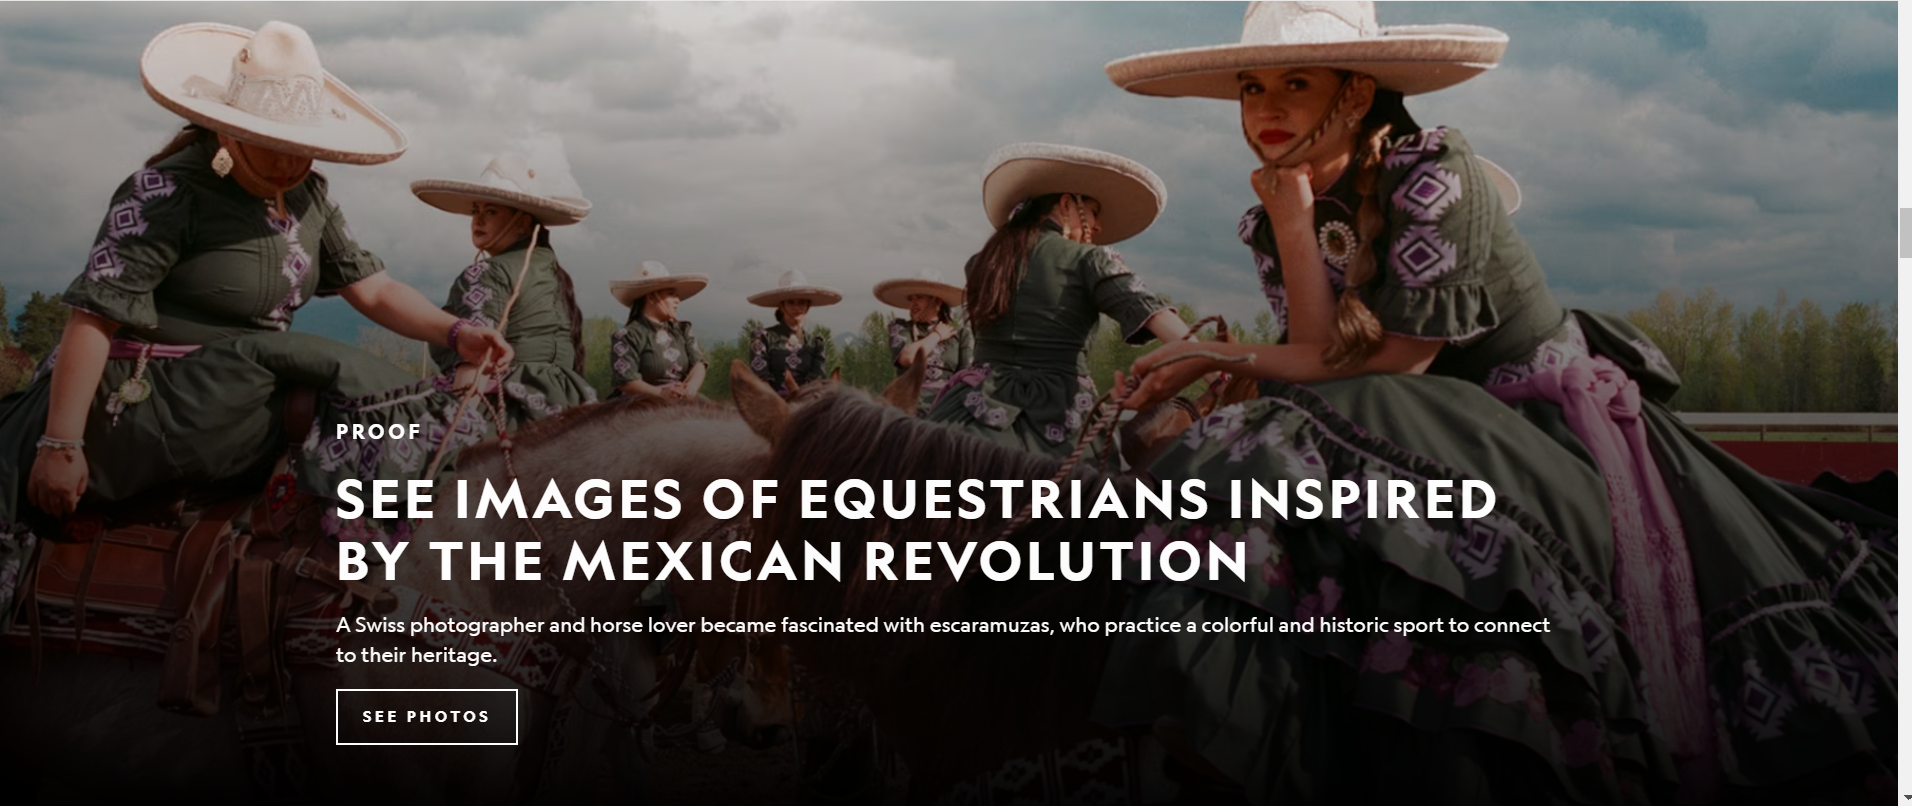 PROOF
SEE IMAGES OF EQUESTRIANS INSPIRED
BY THE MEXICAN REVOLUTION
A Swiss photographer and horse lover became fascinated with escaramuzas, who practice a colorful and historic sport to connect
to their heritage.
SEE PHOTOS